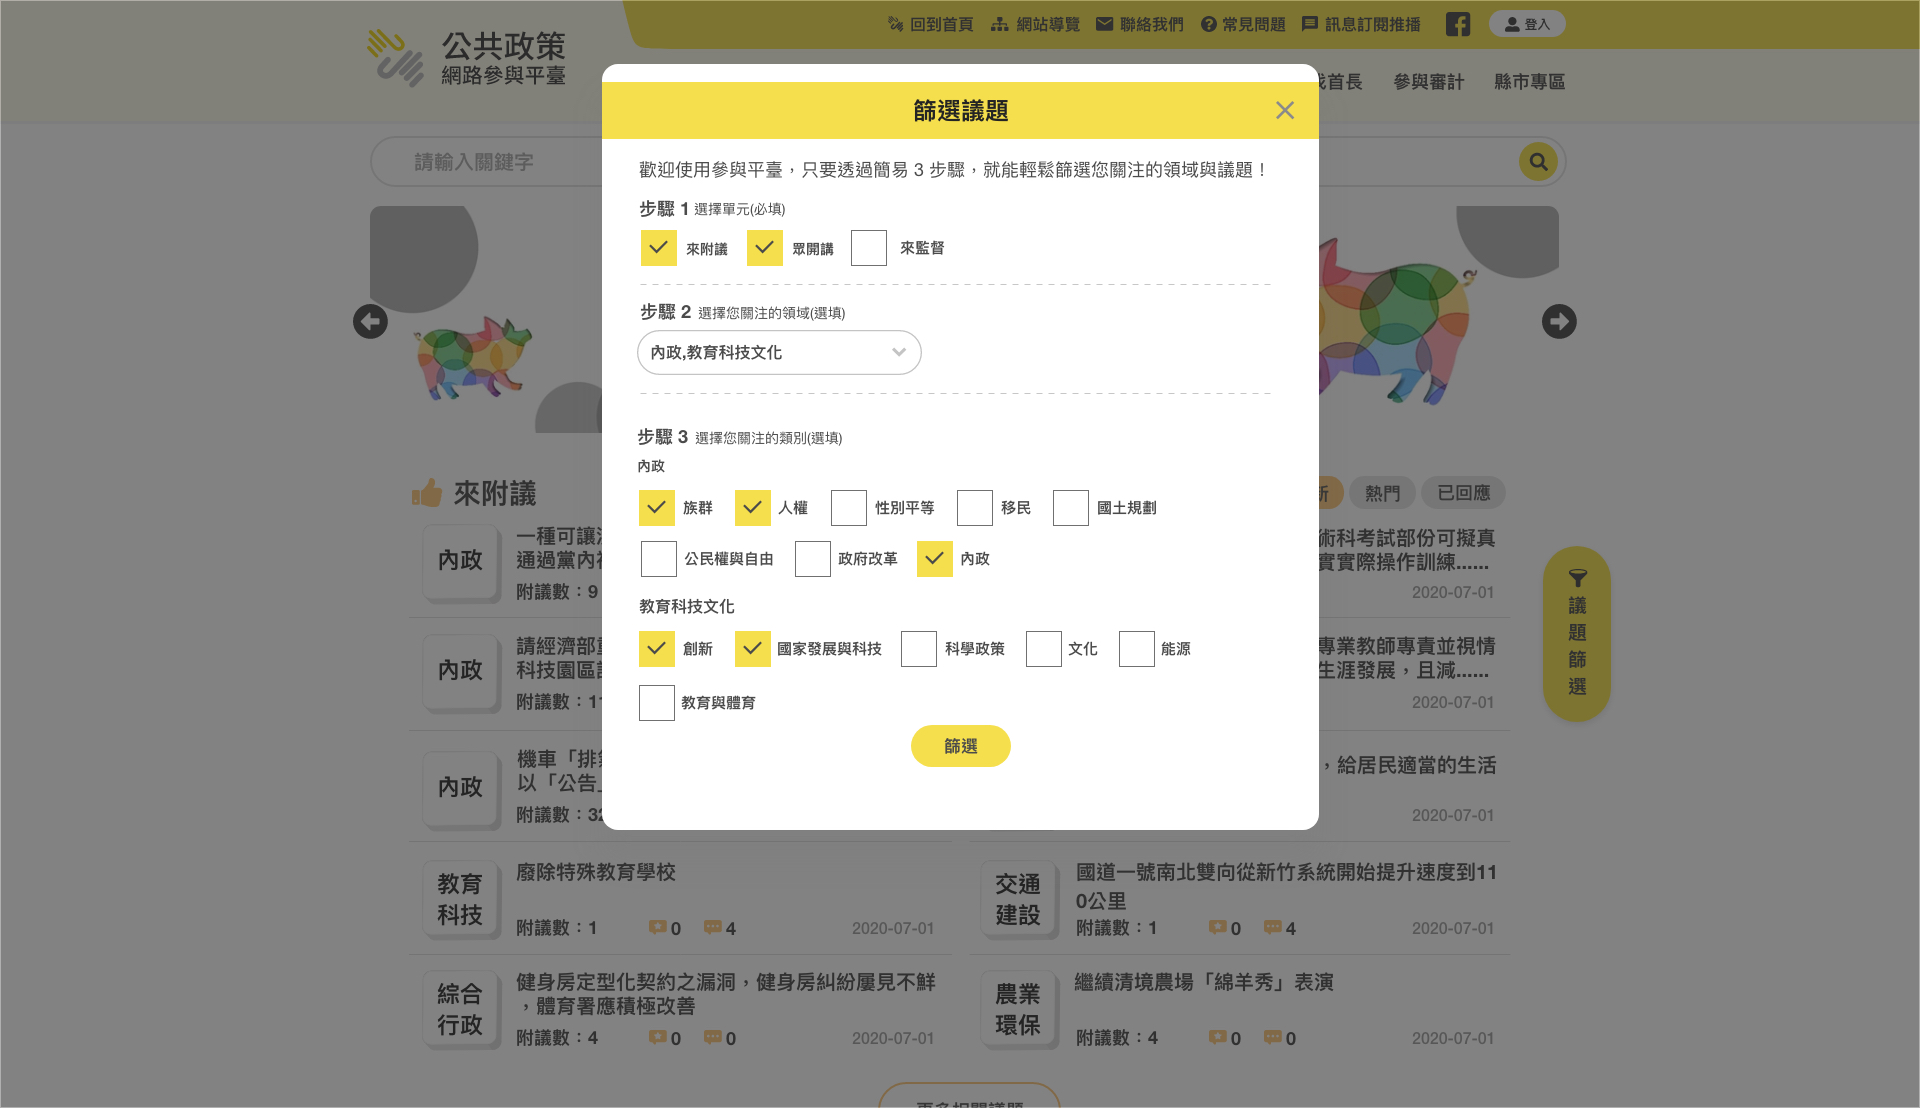 公共政策
網路參與平臺
回到首頁
網站導覽
聯絡我們
常見問題
訊息訂閱推播
登入
首長
參與審計
縣市專區
請輸入關鍵字
篩選議題
歡迎使用參與平臺，只要透過簡易 3 步驟，就能輕鬆篩選您關注的領域與議題！
步驟 1 選擇單元(必填)
來附議
眾開講
來監督
步驟 2 選擇您關注的領域(選填)
內政,教育科技文化
步驟 3 選擇您關注的類別(選填)
內政
族群
人權
性別平等
移民
國土規劃
公民權與自由
政府改革
內政
教育科技文化
創新
國家發展與科技
科學政策
文化
能源
教育與體育
篩選
來附議
熱門
已回應
內政
一種可讓
通過黨內
附議數：9
術科考試部份可擬真
實實際操作訓練......
2020-07-01
內政
請經濟部
科技園區
附議數：1
專業教師專責並視情
生涯發展，且減......
2020-07-01
內政
機車「排
以「公告」
附議數：32
，給居民適當的生活
2020-07-01
議題篩選
教育
科技
廢除特殊教育學校
附議數：1
0
4
2020-07-01
交通
建設
國道一號南北雙向從新竹系統開始提升速度到11
0公里
附議數：1
0
4
2020-07-01
綜合
行政
健身房定型化契約之漏洞，健身房糾紛屢見不鮮
，體育署應積極改善
附議數：4
0
0
2020-07-01
農業
環保
繼續清境農場「綿羊秀」表演
附議數：4
0
0
2020-07-01